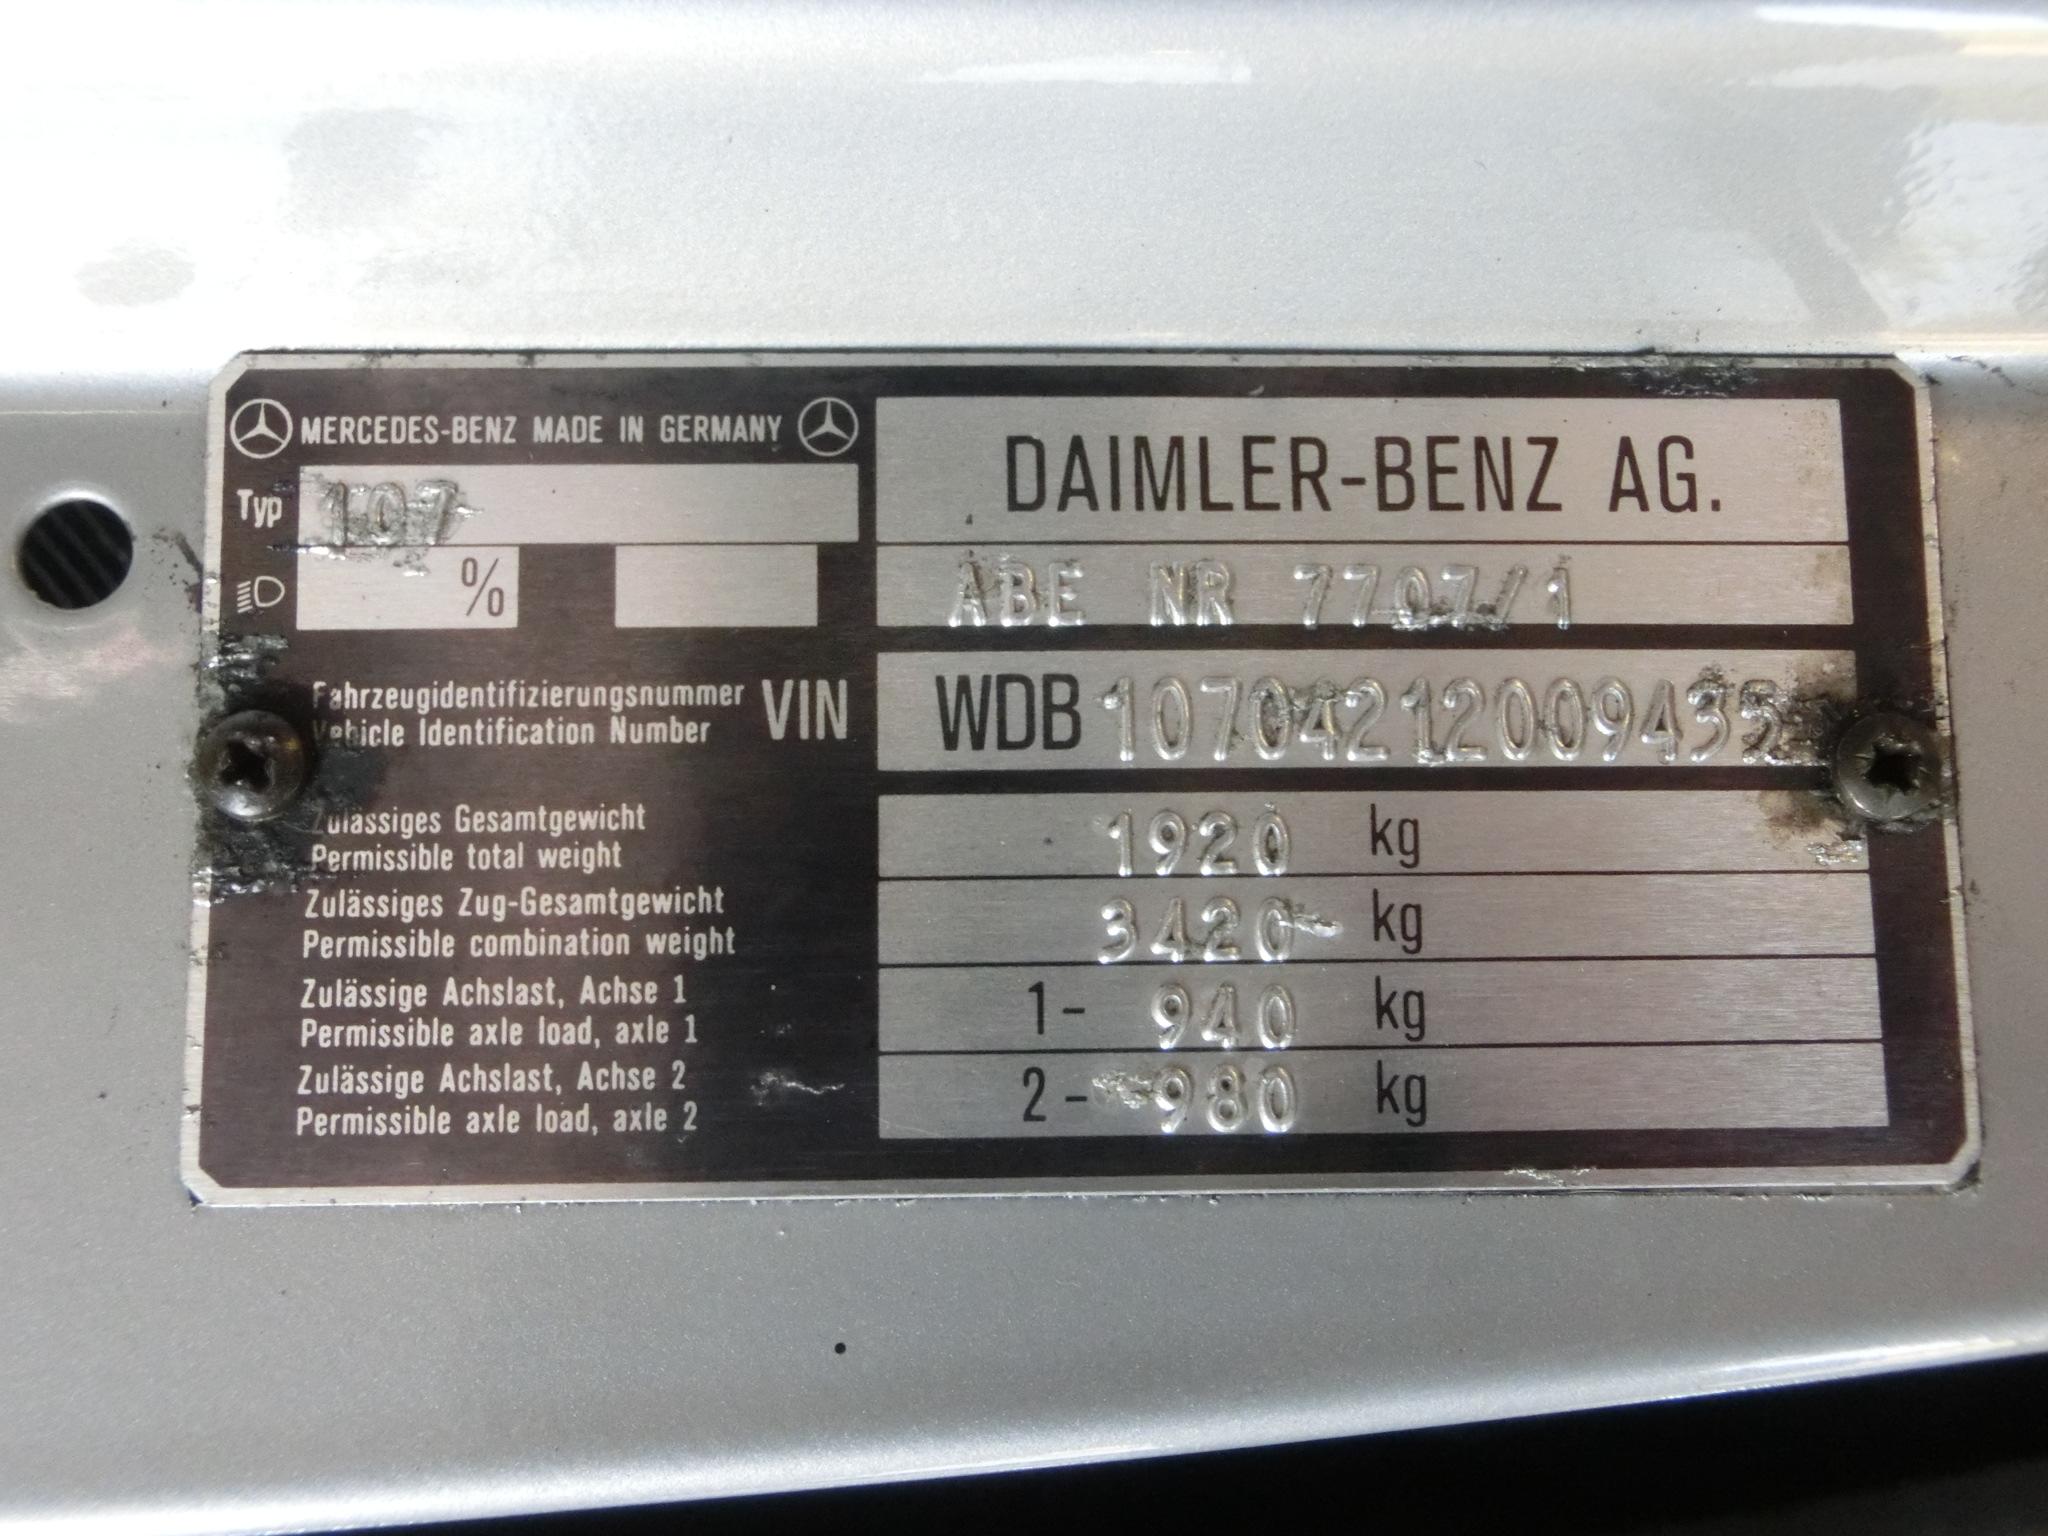 MERCEDES-BENZ MADE IN GERMANY
Typ 107
%
DAIMLER-BENZ AG.
ABE NR 7707/1
Fahrzeugidentifizierungsnummer
Vehicle Identification Number
VIN WDB 10704212009435
Zulässiges Gesamtgewicht
Permissible total weight
1920 kg
Zulässiges Zug-Gesamtgewicht
Permissible combination weight
3420 kg
Zulässige Achslast, Achse 1
Permissible axle load, axle 1
1- 940 kg
Zulässige Achslast, Achse 2
Permissible axle load, axle 2
2- 980 kg